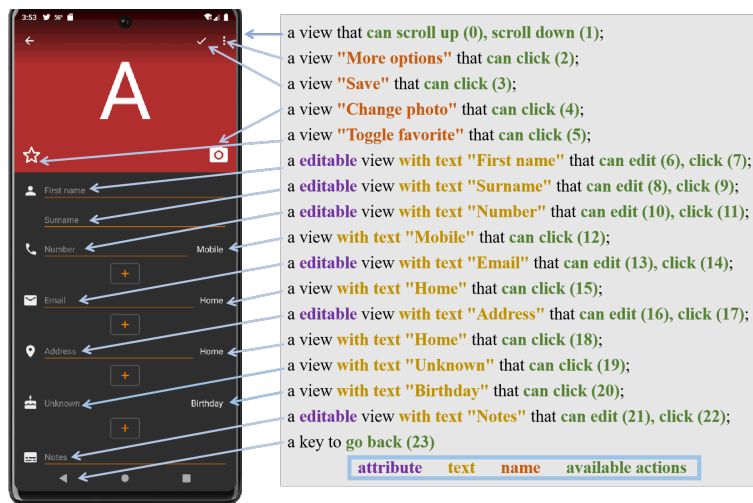 3:53
A
First name
Surname
Number
Mobile
+
Email
Home
+
Address
Home
+
Unknown
Birthday
+
Notes
a view that can scroll up (0), scroll down (1);
a view "More options" that can click (2);
a view "Save" that can click (3);
a view "Change photo" that can click (4);
a view "Toggle favorite" that can click (5);
a editable view with text "First name" that can edit (6), click (7);
a editable view with text "Surname" that can edit (8), click (9);
a editable view with text "Number" that can edit (10), click (11);
a view with text "Mobile" that can click (12);
a editable view with text "Email" that can edit (13), click (14);
a view with text "Home" that can click (15);
a editable view with text "Address" that can edit (16), click (17);
a view with text "Home" that can click (18);
a view with text "Unknown" that can click (19);
a view with text "Birthday" that can click (20);
a editable view with text "Notes" that can edit (21), click (22);
a key to go back (23)
attribute text name available actions